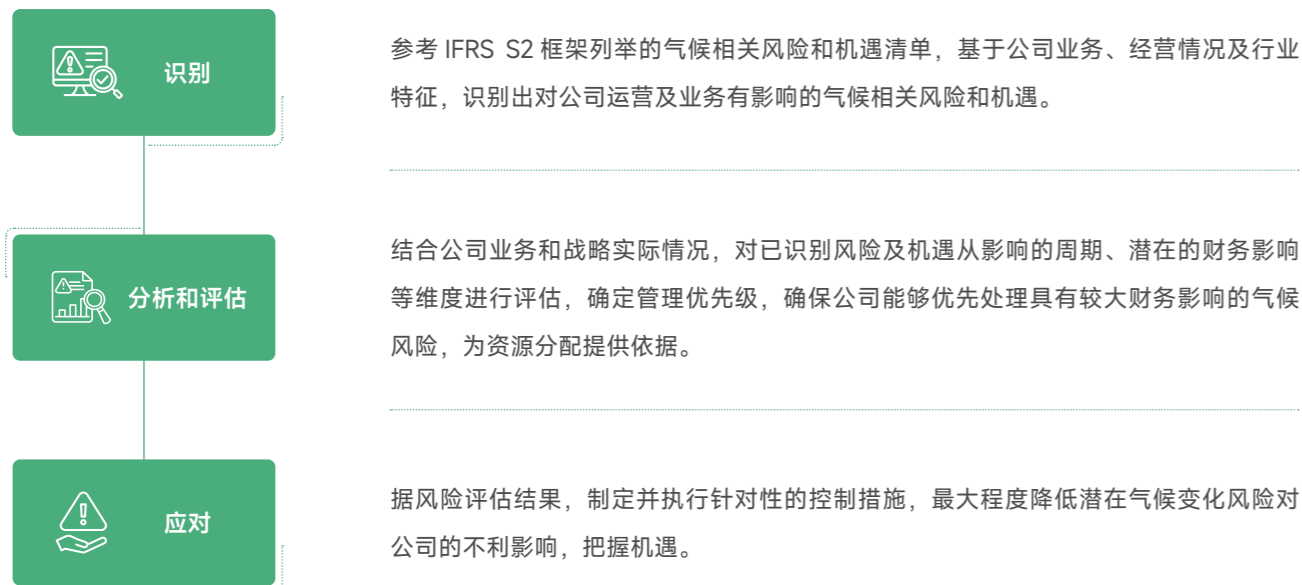 识别
参考 IFRS S2 框架列举的气候相关风险和机遇清单，基于公司业务、经营情况及行业
特征，识别出对公司运营及业务有影响的气候相关风险和机遇。
分析和评估
结合公司业务和战略实际情况，对已识别风险及机遇从影响的周期、潜在的财务影响
等维度进行评估，确定管理优先级，确保公司能够优先处理具有较大财务影响的气候
风险，为资源分配提供依据。
应对
据风险评估结果，制定并执行针对性的控制措施，最大程度降低潜在气候变化风险对
公司的不利影响，把握机遇。